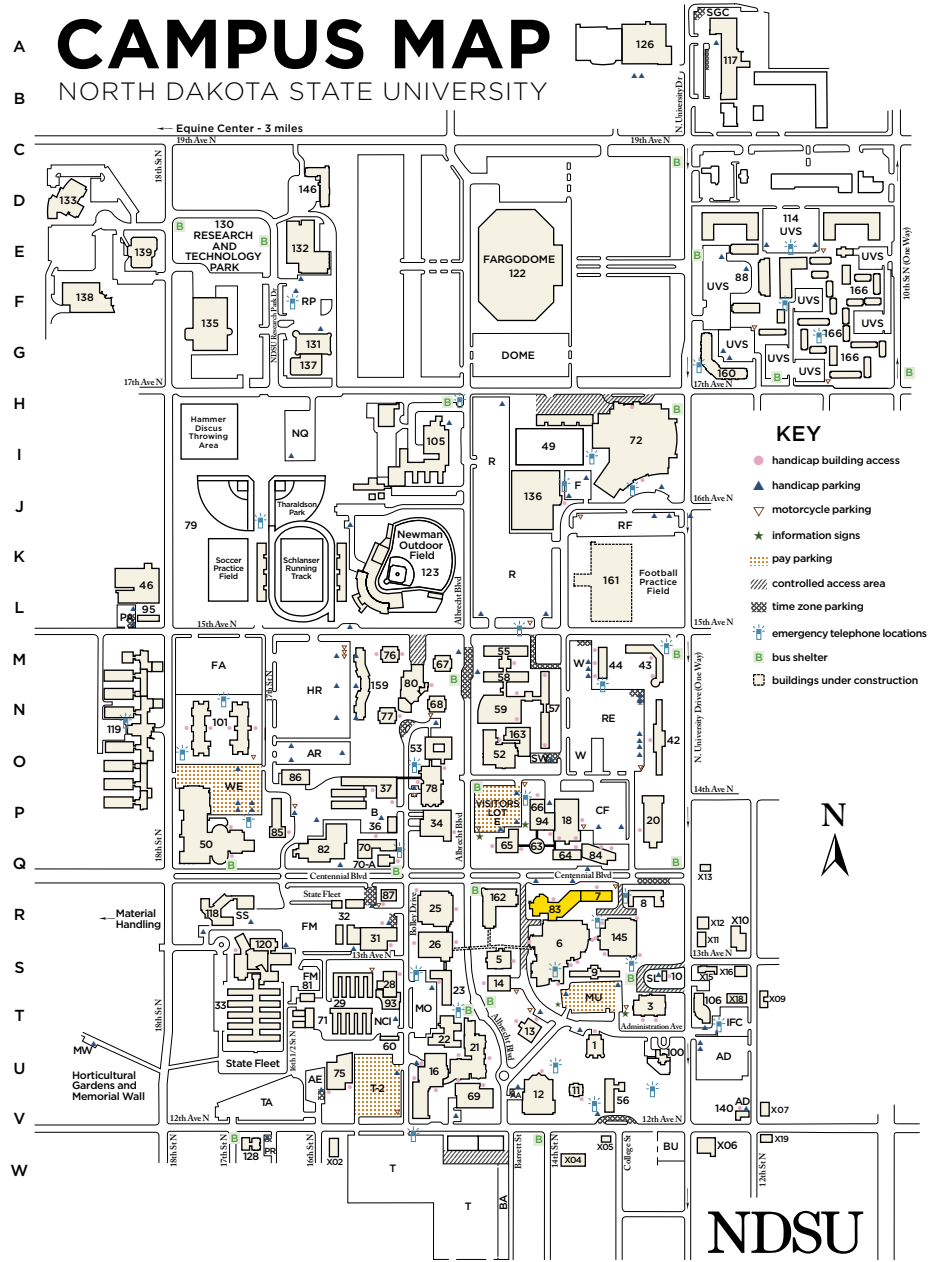 CAMPUS MAP
NORTH DAKOTA STATE UNIVERSITY
A
B
C
D
E
F
G
H
I
J
K
L
M
N
O
P
Q
R
S
T
U
V
W
126
SGC
117
N. University Dr
Equine Center - 3 miles
19th Ave N
19th Ave N
18th St N
133
146
139
138
130
RESEARCH
AND
TECHNOLOGY
PARK
B
B
132
RP
135
NDSU Research Park Dr
131
137
17th Ave N
FARGODOME
122
DOME
B
B
114
UVS
UVS
88
UVS
UVS
166
UVS
166
UVS
UVS
UVS
166
UVS
160
B
B
17th Ave N
10th St N (One Way)
Hammer
Discus
Throwing
Area
NQ
105
B
R
49
72
B
136
F
RF
16th Ave N
Tharaldson
Park
79
Soccer
Practice
Field
Schlanser
Running
Track
Newman
Outdoor
Field
123
Albrecht Blvd
R
161
Football
Practice
Field
46
95
15th Ave N
15th Ave N
KEY
handicap building access
handicap parking
motorcycle parking
information signs
pay parking
controlled access area
time zone parking
emergency telephone locations
B
bus shelter
buildings under construction
FA
17th St N
HR
76
159
80
67
B
68
77
55
58
59
57
163
52
SW
W
44
43
B
RE
W
42
N. University Drive (One Way)
119
101
AR
53
WE
86
37
78
B
36
34
85
82
70
70-A
50
B
B
18th St N
Albrecht Blvd
B
VISITORS
LOT
E
66
94
18
CF
65
63
64
84
20
B
14th Ave N
X13
N
Centennial Blvd
Centennial Blvd
Material
Handling
118
SS
State Fleet
87
32
FM
31
13th Ave N
Bolley Drive
25
B
162
83
7
8
26
6
145
5
9
B
SL
10
X12
X10
X11
13th Ave N
X15
X16
120
33
FM
81
29
28
93
71
NCI
60
MO
23
B
14
B
MU
3
Administration Ave
106
X18
X09
IFC
Albrecht Blvd
13
22
21
1
100
AD
18th St N
16th 1/2 St N
MW
Horticultural
Gardens and
Memorial Wall
State Fleet
TA
AE
75
T-2
16
69
AA
12
11
56
AD
140
X07
12th Ave N
12th Ave N
18th St N
17th St N
B
128
PR
16th St N
X02
T
T
BA
Barrett St
B
14th St N
X04
X05
College St
BU
X06
12th St N
X19
NDSU